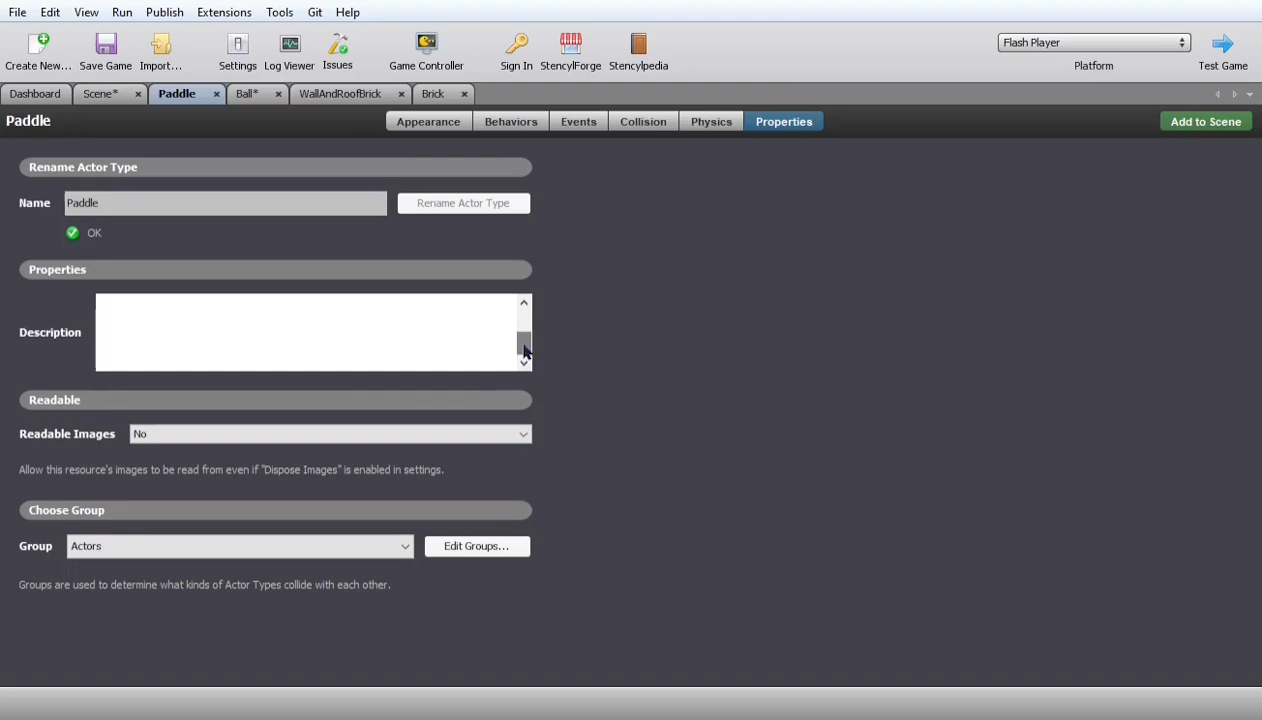 File Edit View Run Publish Extensions Tools Git Help
Create New... Save Game Import... Settings Log Viewer Issues Game Controller Sign In StencylForge Stencylpedia Flash Player Platform Test Game
Dashboard Scene* Paddle Ball* WallAndRoofBrick Brick
Paddle Appearance Behaviors Events Collision Physics Properties Add to Scene
Rename Actor Type
Name Paddle Rename Actor Type
OK
Properties
Description
Readable
Readable Images No
Allow this resource's images to be read from even if "Dispose Images" is enabled in settings.
Choose Group
Group Actors Edit Groups...
Groups are used to determine what kinds of Actor Types collide with each other.